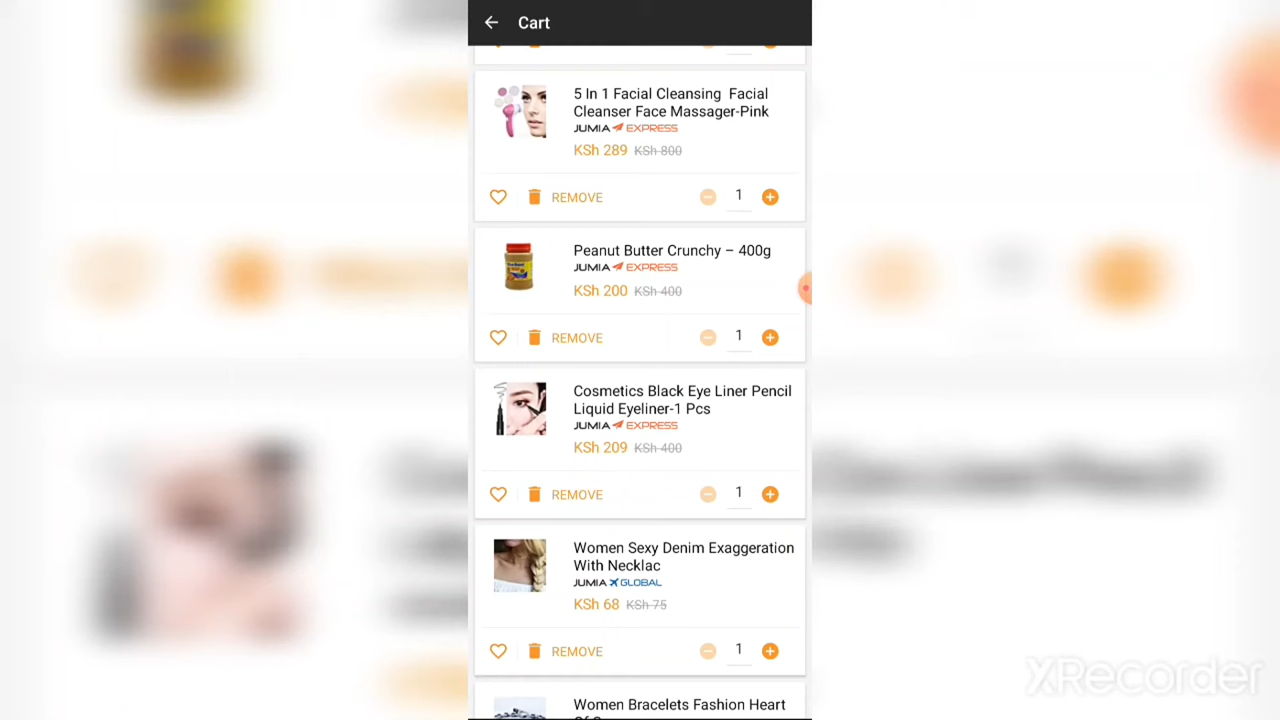 Cart
5 In 1 Facial Cleansing Facial
Cleanser Face Massager-Pink
JUMIA EXPRESS
KSh 289 KSh 800
REMOVE 1
Peanut Butter Crunchy – 400g
JUMIA EXPRESS
KSh 200 KSh 400
REMOVE 1
Cosmetics Black Eye Liner Pencil
Liquid Eyeliner-1 Pcs
JUMIA EXPRESS
KSh 209 KSh 400
REMOVE 1
Women Sexy Denim Exaggeration
With Necklac
JUMIA GLOBAL
KSh 68 KSh 75
REMOVE 1
Women Bracelets Fashion Heart
XRecorder